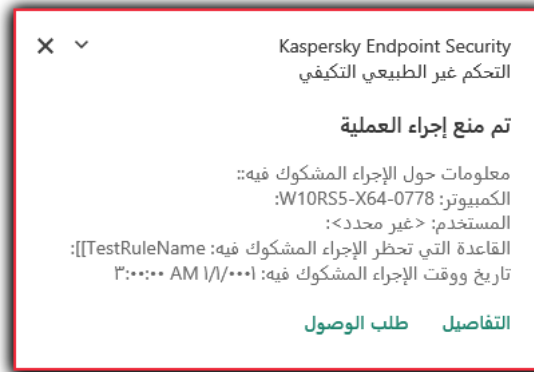 Kaspersky Endpoint Security
التحكم غير الطبيعي التكيفي
تم منع إجراء العملية
معلومات حول الإجراء المشكوك فيه::
الكمبيوتر: W10RS5-X64-0778:
المستخدم: <غير محدد>:
القاعدة التي تحظر الإجراء المشكوك فيه: TestRuleName]]:
تاريخ ووقت الإجراء المشكوك فيه: ١/١/٠٠٠١ ٣:٠٠:٠٠ AM
التفاصيل طلب الوصول